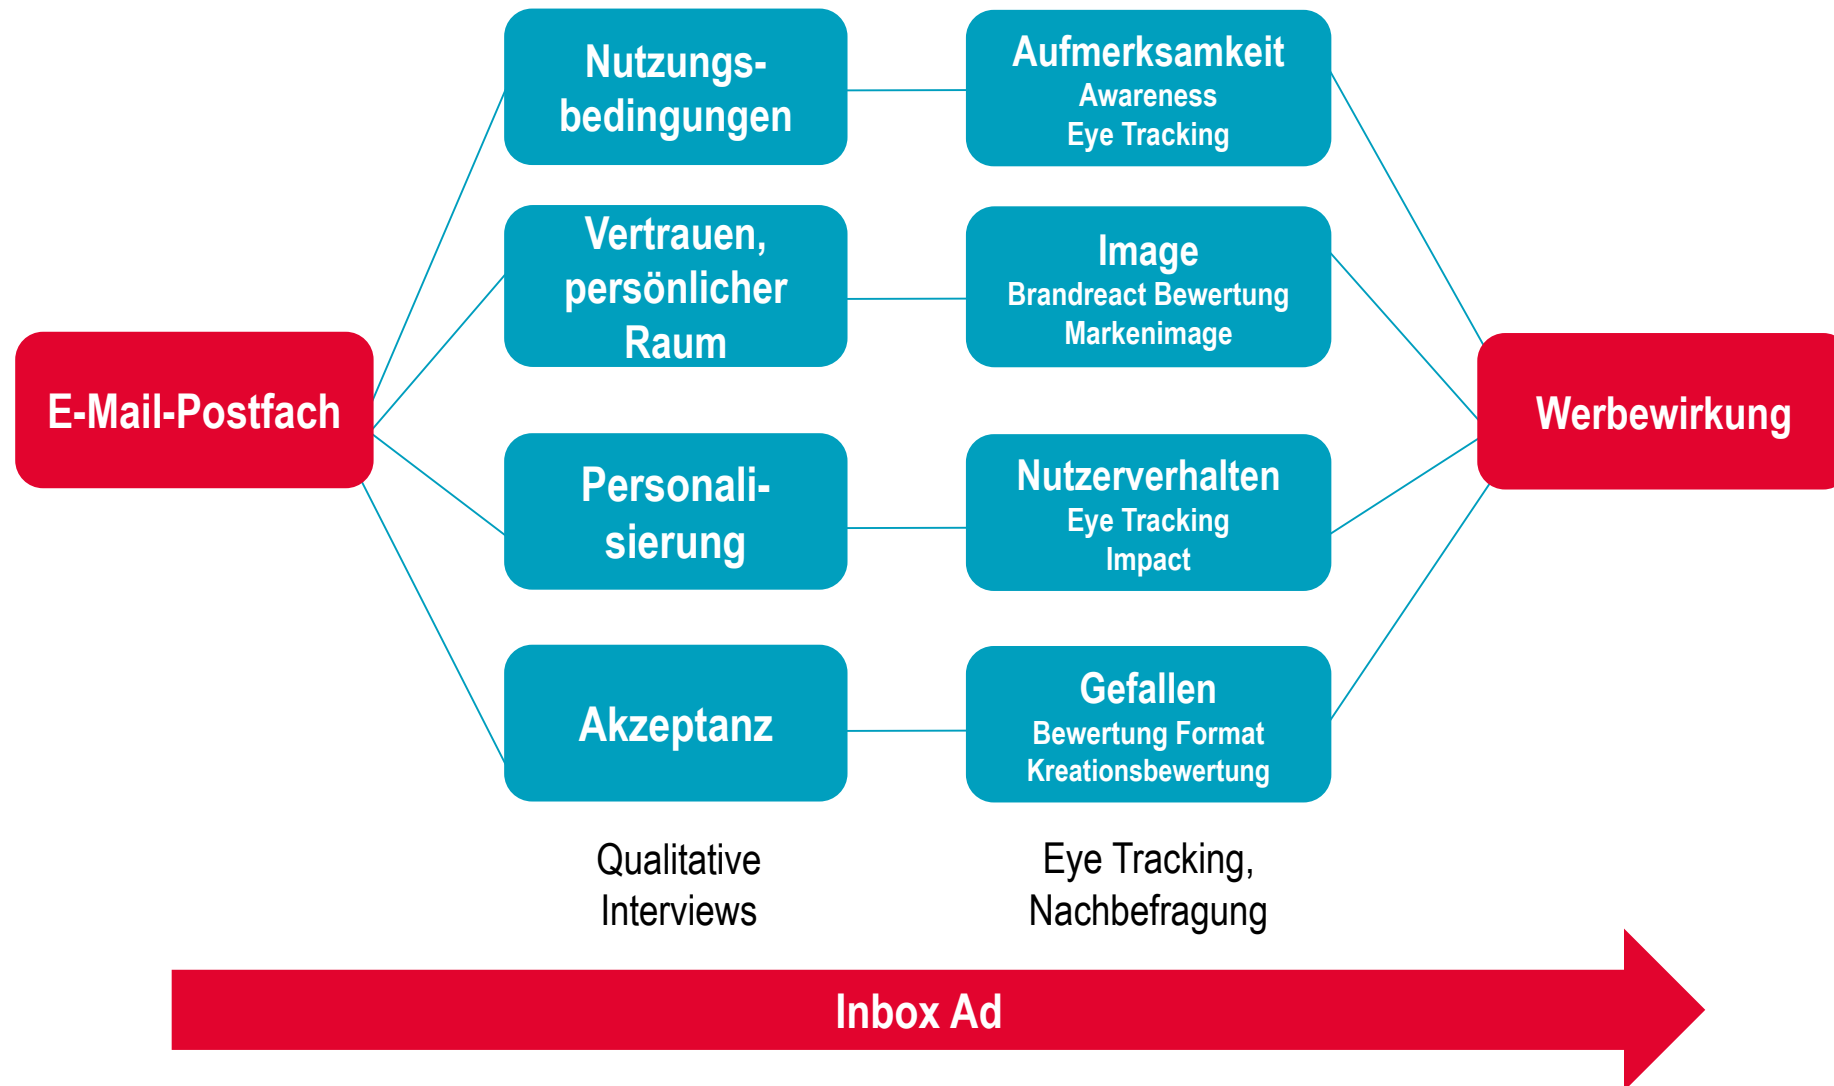 E-Mail-Postfach
Nutzungs-
bedingungen
Vertrauen,
persönlicher
Raum
Personali-
sierung
Akzeptanz
Qualitative
Interviews
Aufmerksamkeit
Awareness
Eye Tracking
Image
Brandreact Bewertung
Markenimage
Nutzerverhalten
Eye Tracking
Impact
Gefallen
Bewertung Format
Kreationsbewertung
Eye Tracking,
Nachbefragung
Werbewirkung
Inbox Ad